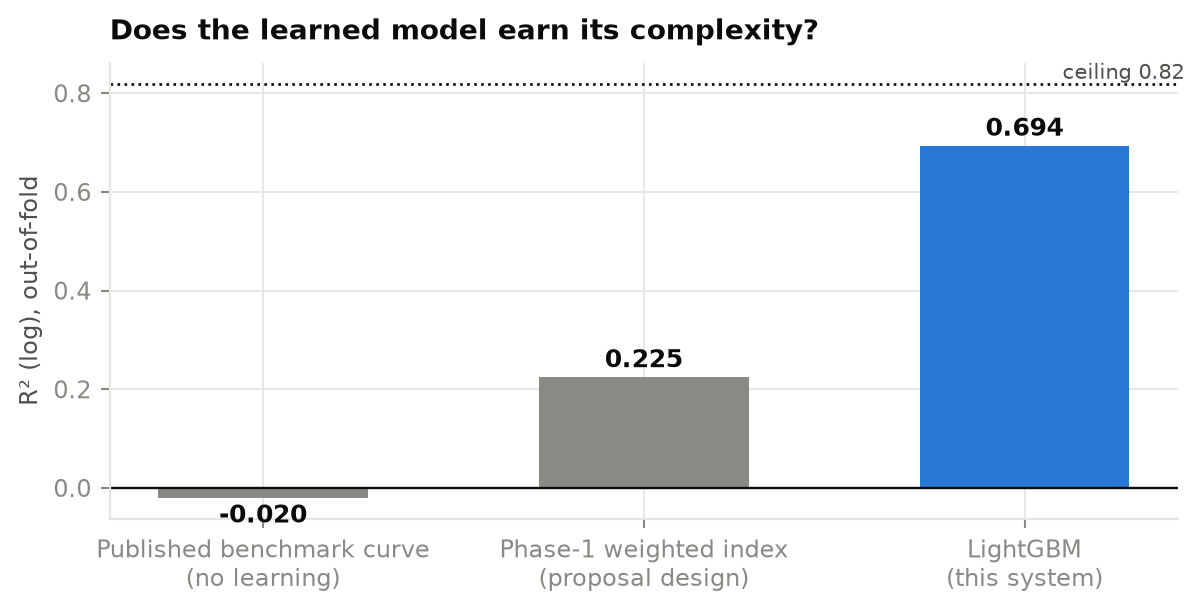 Does the learned model earn its complexity?
ceiling 0.82
0.8
0.694
0.6
R² (log), out-of-fold
0.4
0.225
0.2
0.0
-0.020
Published benchmark curve
(no learning)
Phase-1 weighted index
(proposal design)
LightGBM
(this system)